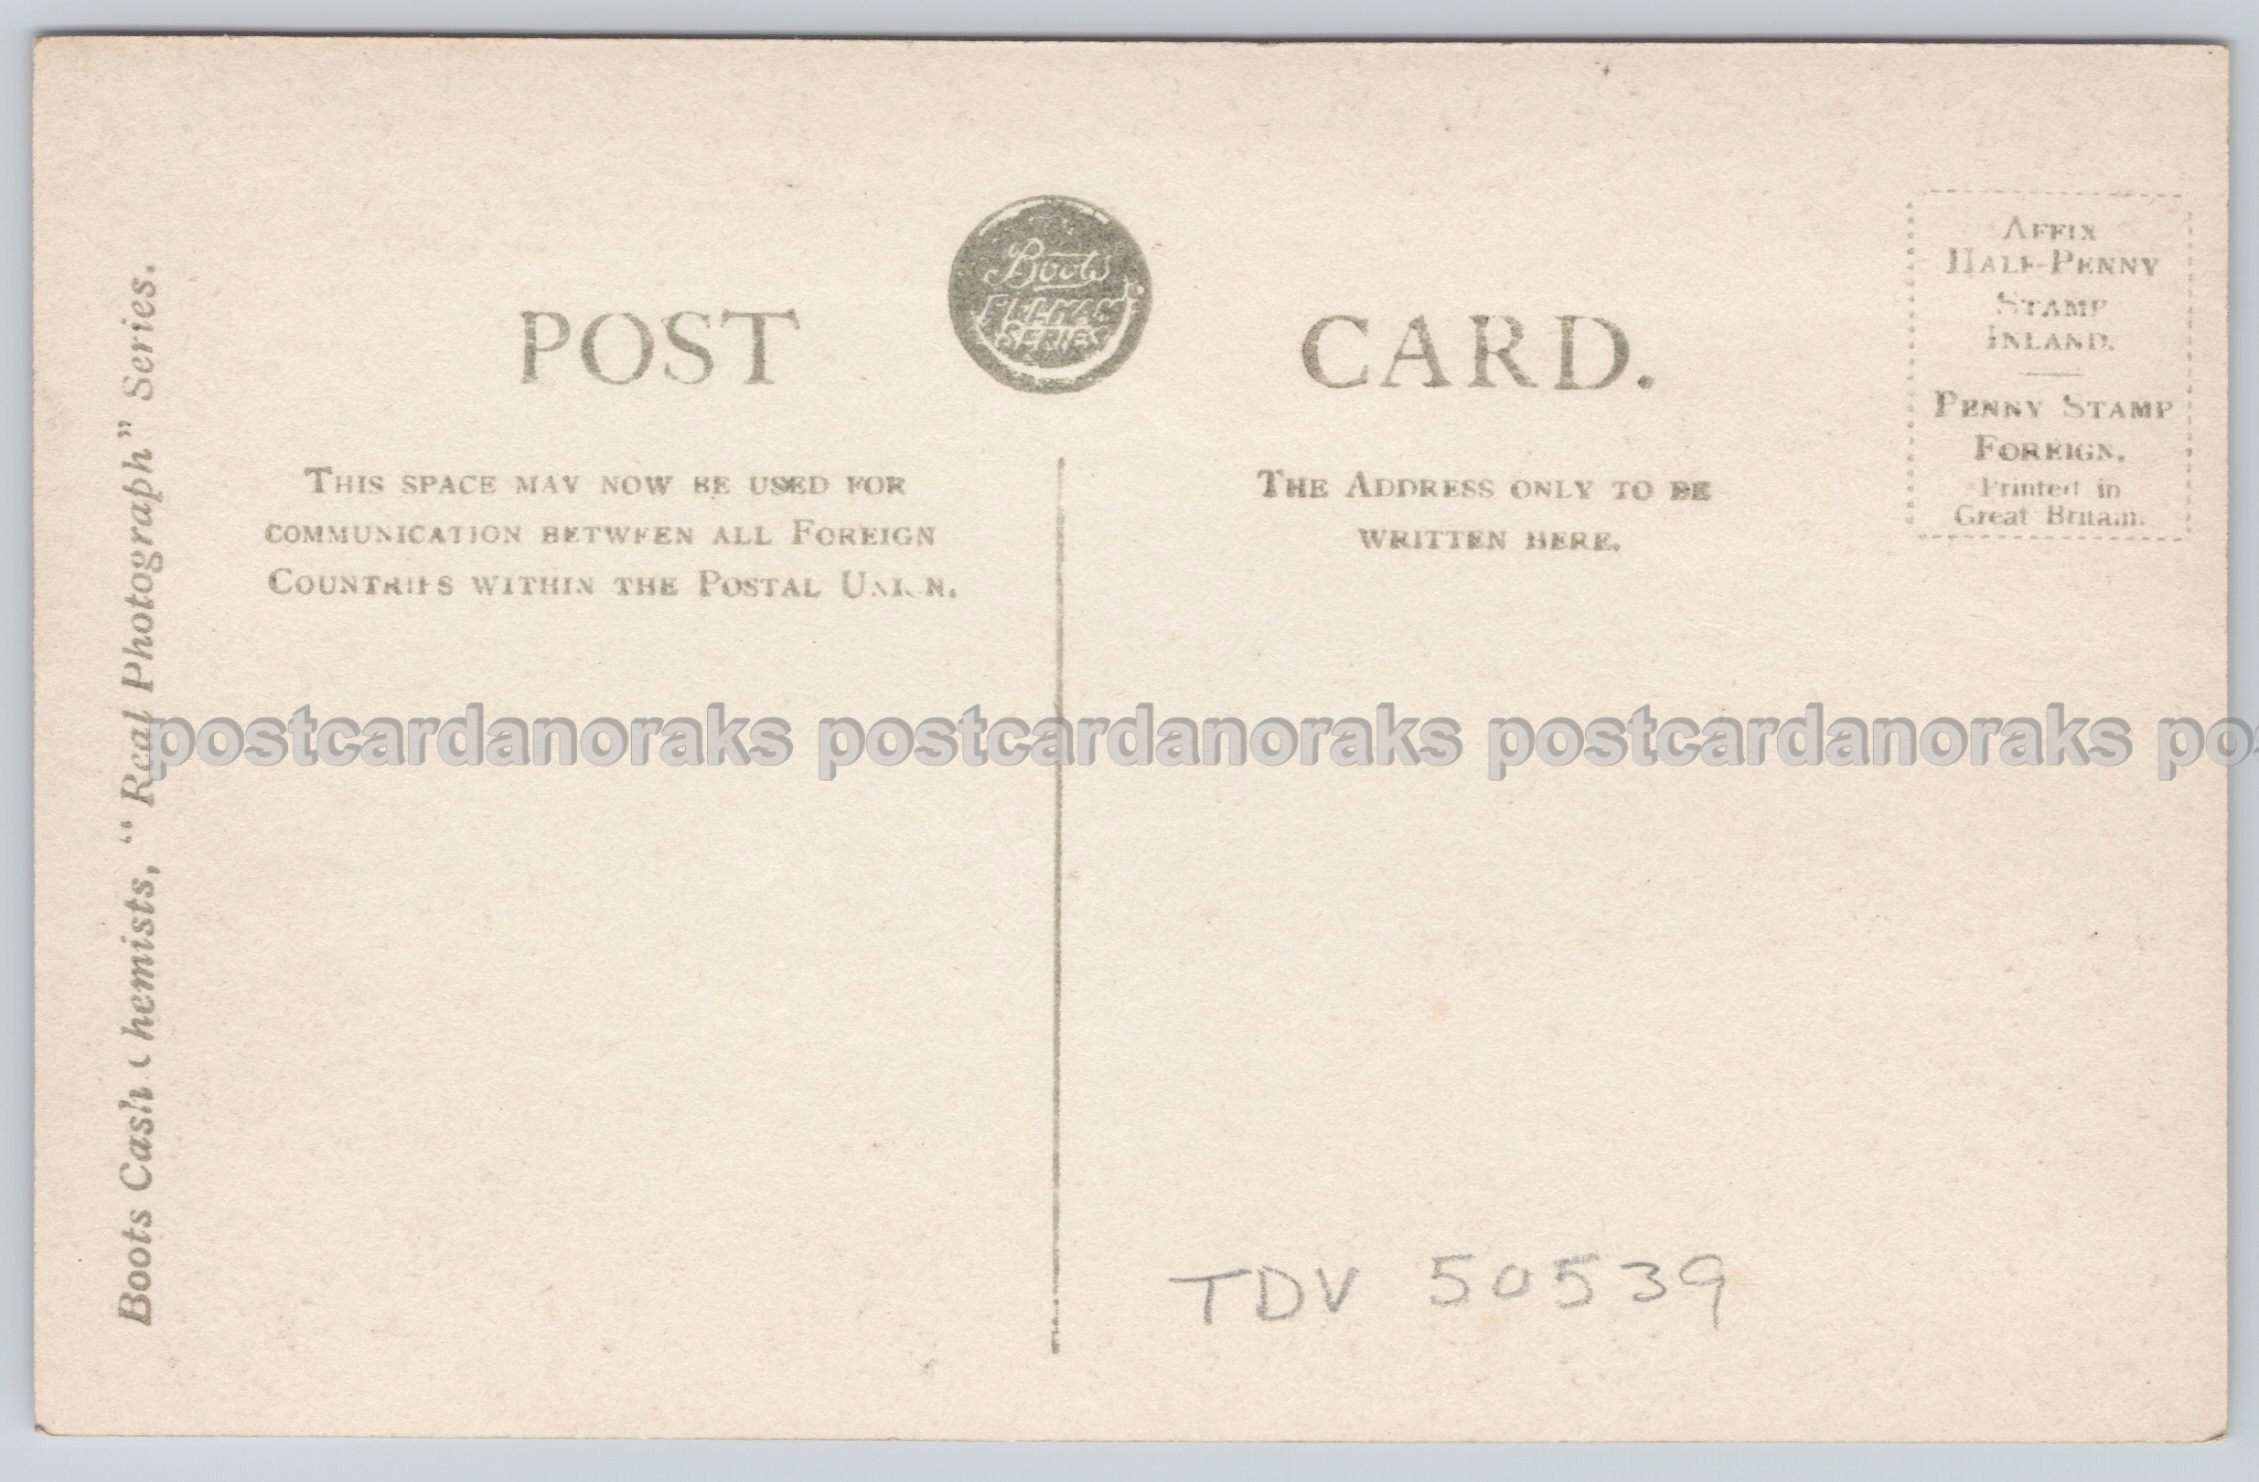 Boots Cash Chemists, "Real Photograph" Series.
POST CARD.
Boots
PELMAN
SERIES
AFFIX
HALF-PENNY
STAMP
INLAND.
PENNY STAMP
FOREIGN.
Printed in
Great Britain.
THIS SPACE MAY NOW BE USED FOR
COMMUNICATION BETWEEN ALL FOREIGN
COUNTRIES WITHIN THE POSTAL UNION.
THE ADDRESS ONLY TO BE
WRITTEN HERE.
postcardanoraks postcardanoraks postcardanoraks po
TDV 50539